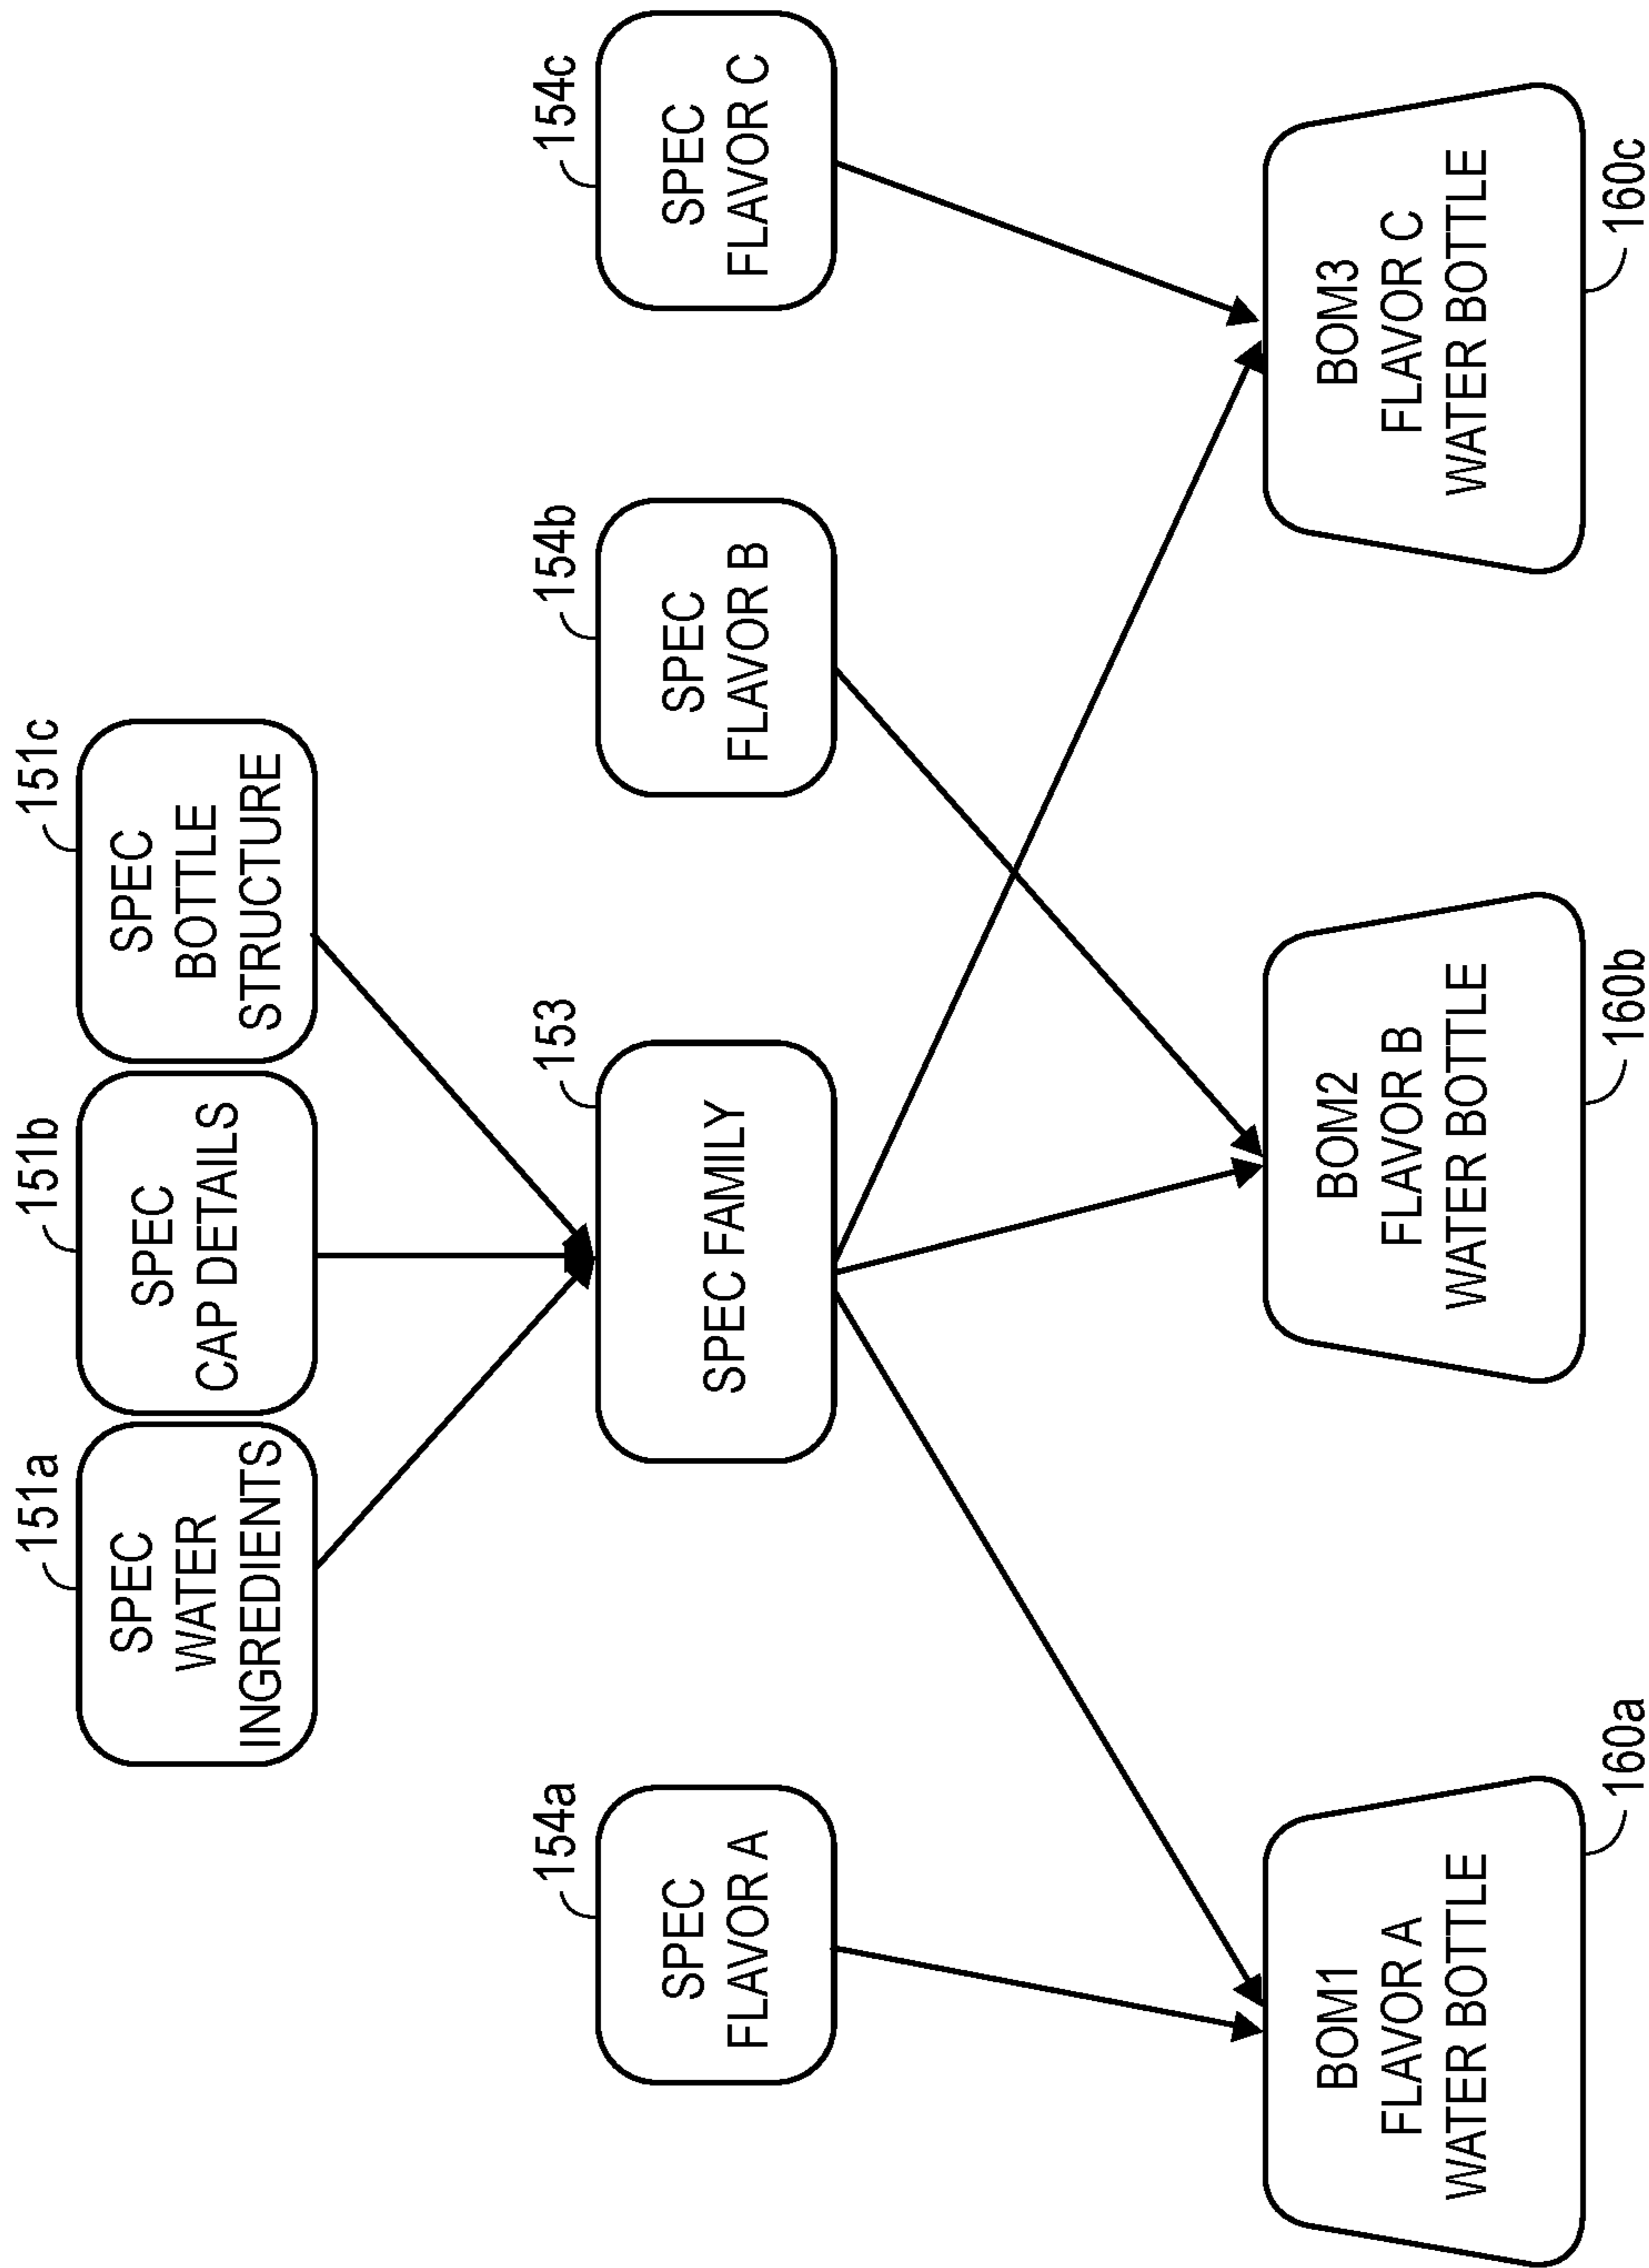 151a
SPEC
WATER
INGREDIENTS
151b
SPEC
CAP DETAILS
151c
SPEC
BOTTLE
STRUCTURE
154a
SPEC
FLAVOR A
153
SPEC FAMILY
154b
SPEC
FLAVOR B
154c
SPEC
FLAVOR C
BOM1
FLAVOR A
WATER BOTTLE
160a
BOM2
FLAVOR B
WATER BOTTLE
160b
BOM3
FLAVOR C
WATER BOTTLE
160c